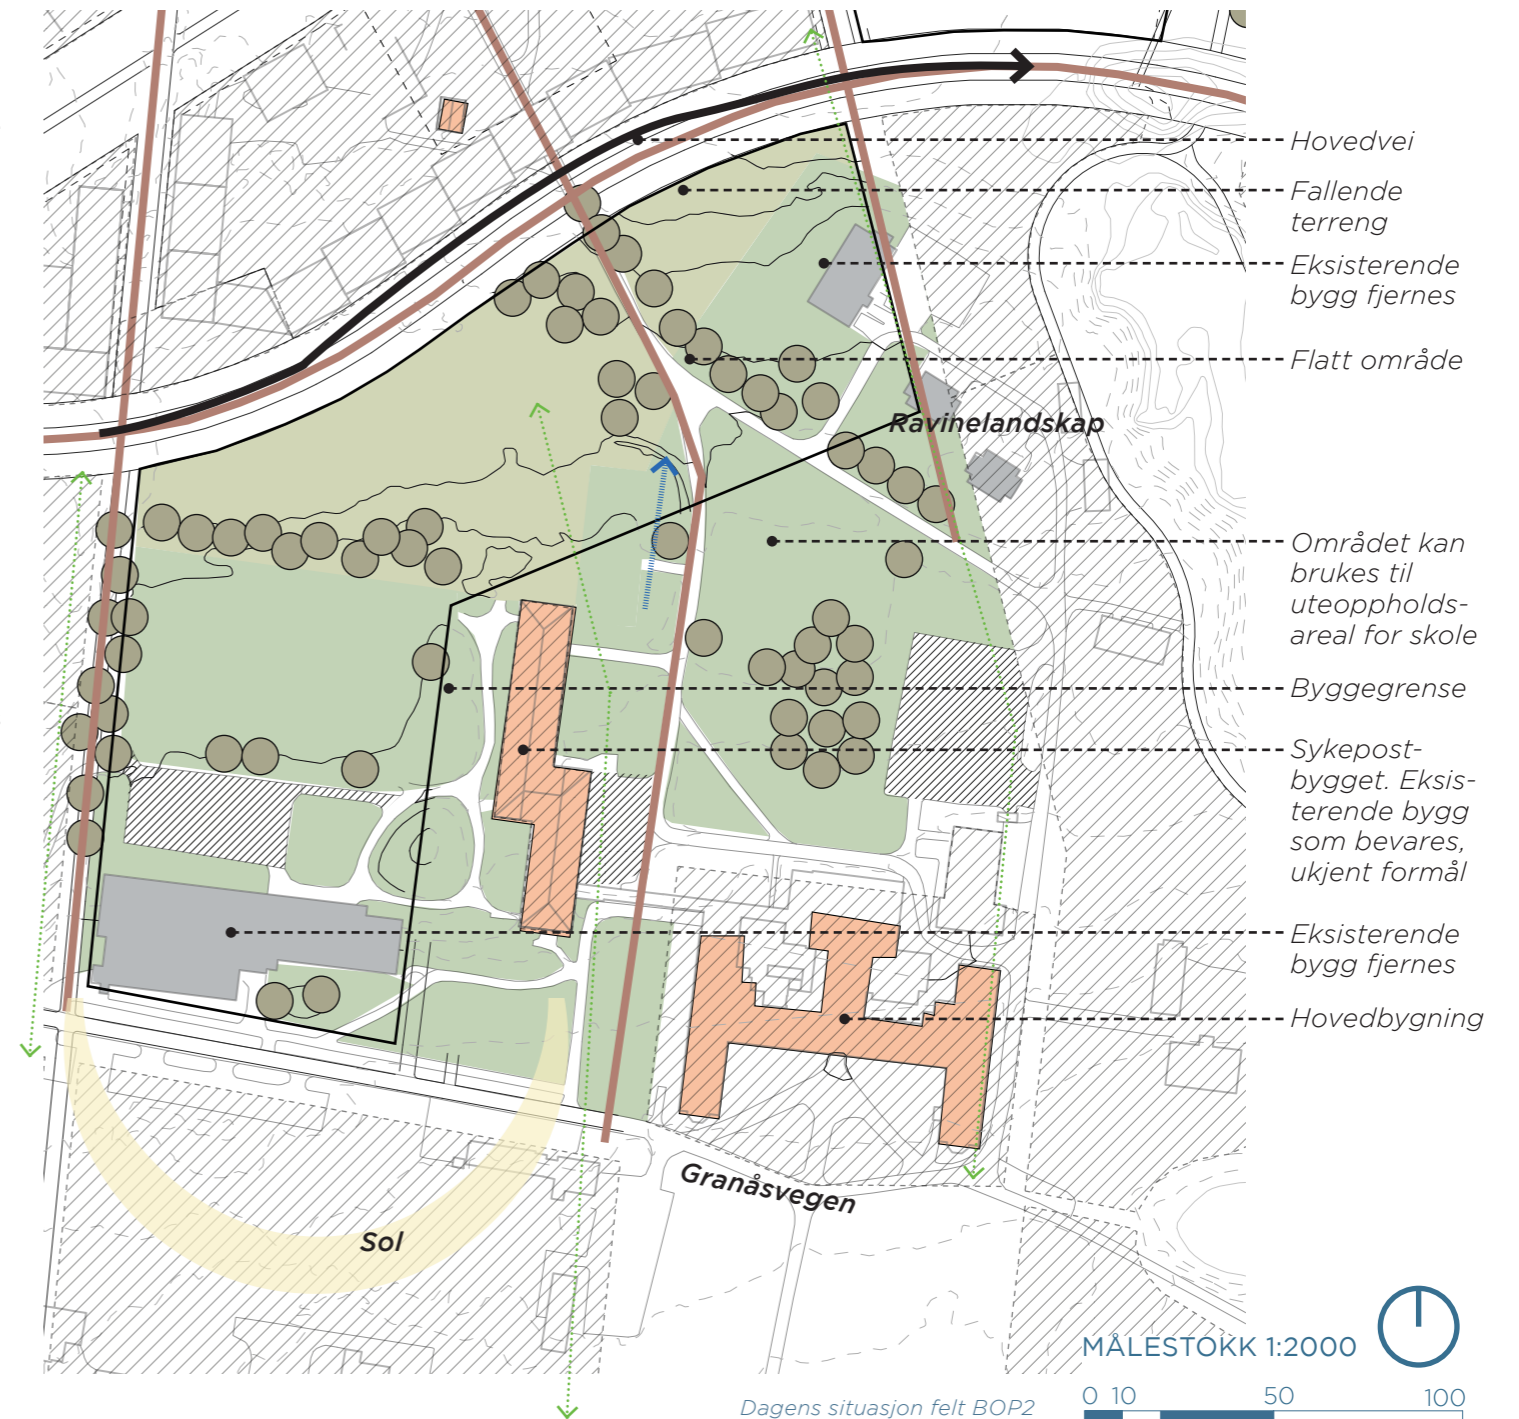 Hovedvei
Fallende
terreng
Eksisterende
bygg fjernes
Flatt område
Ravinelandskap
Området kan
brukes til
uteoppholds-
areal for skole
Byggegrense
Sykepost-
bygget. Eksis-
terende bygg
som bevares,
ukjent formål
Eksisterende
bygg fjernes
Hovedbygning
Granåsvegen
Sol
MÅLESTOKK 1:2000
Dagens situasjon felt BOP2
0 10 50 100